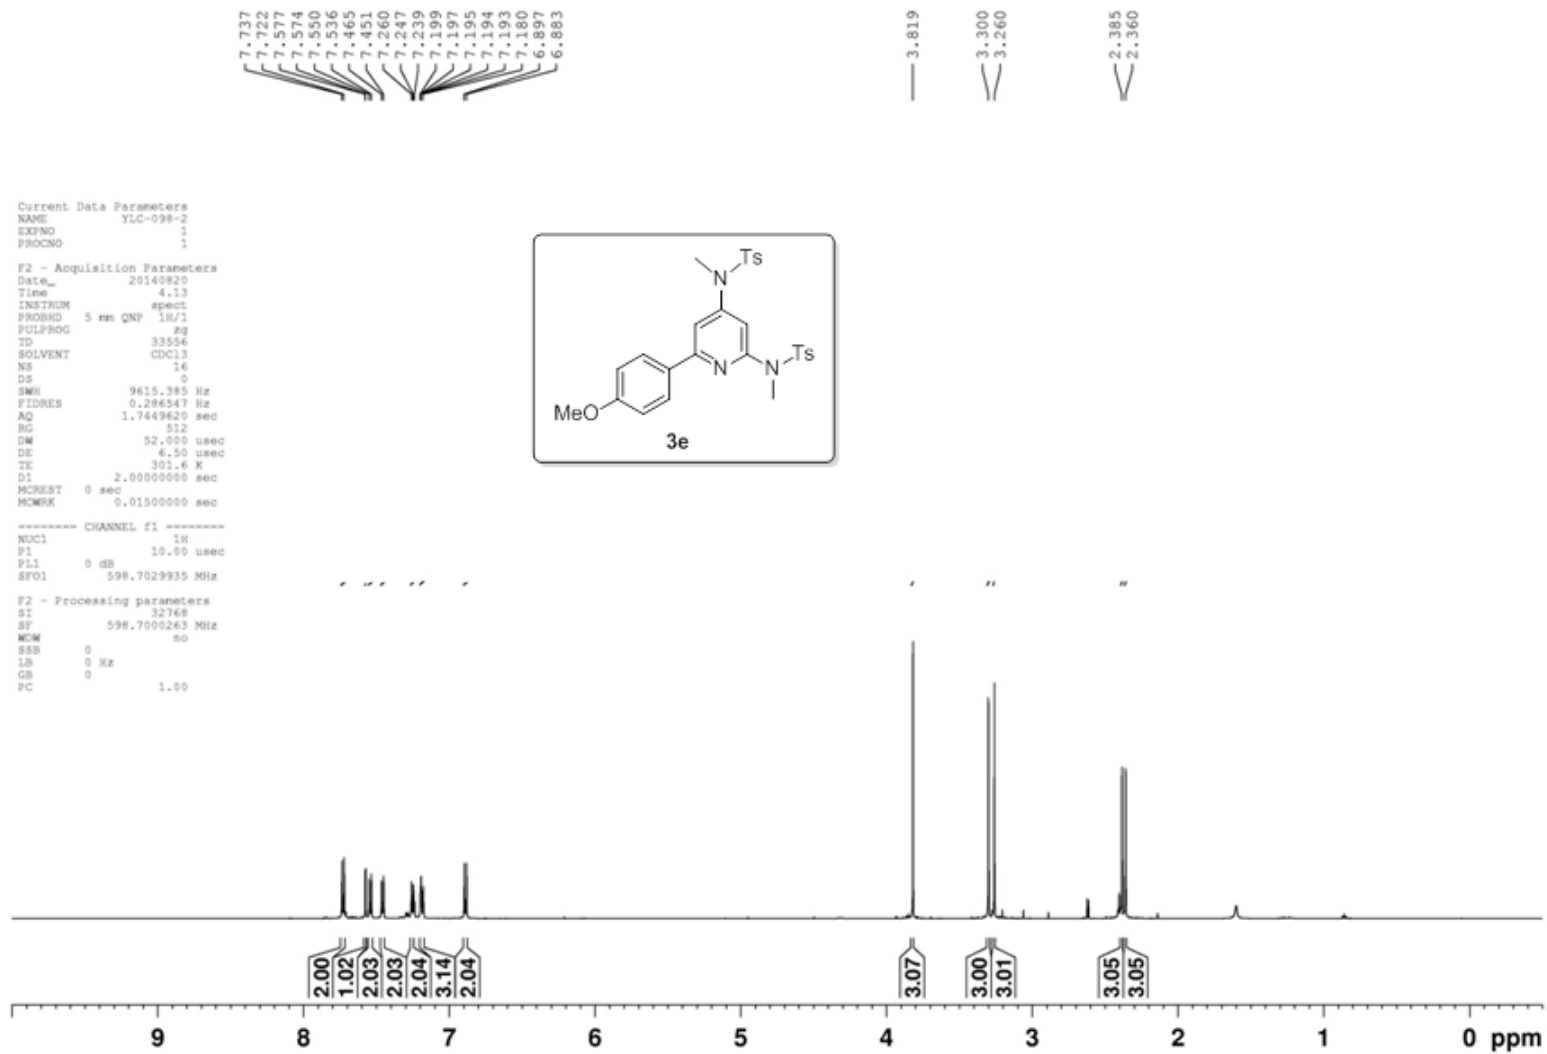 7.737
7.722
7.577
7.574
7.550
7.536
7.465
7.451
7.260
7.247
7.239
7.199
7.197
7.195
7.194
7.193
7.180
6.897
6.883
3.819
3.300
3.260
2.385
2.360
Current Data Parameters
NAME YLC-098-2
EXPNO 1
PROCNO 1
F2 - Acquisition Parameters
Date_ 20140820
Time 4.13
INSTRUM spect
PROBHD 5 mm QNP 1H/1
PULPROG zg
TD 33556
SOLVENT CDCl3
NS 16
DS 0
SWH 9615.385 Hz
FIDRES 0.286547 Hz
AQ 1.7449620 sec
RG 512
DW 52.000 usec
DE 6.50 usec
TE 301.6 K
D1 2.00000000 sec
MCREST 0 sec
MCWRK 0.01500000 sec
======== CHANNEL f1 ========
NUC1 1H
P1 10.00 usec
PL1 0 dB
SFO1 598.7029935 MHz
F2 - Processing parameters
SI 32768
SF 598.7000263 MHz
WDW no
SSB 0
LB 0 Hz
GB 0
PC 1.00
Ts
N
Ts
N
N
MeO
3e
2.00
1.02
2.03
2.03
2.04
3.14
2.04
3.07
3.00
3.01
3.05
3.05
9 8 7 6 5 4 3 2 1 0 ppm